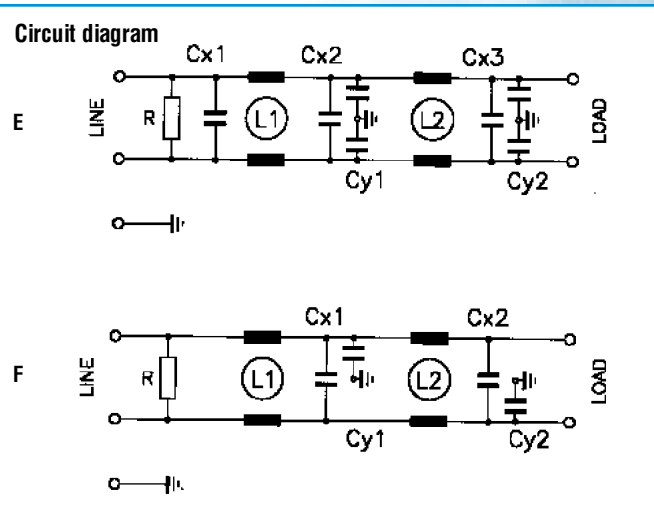 Circuit diagram
Cx1 Cx2 Cx3
E LINE R L1 L2 LOAD
Cy1 Cy2
Cx1 Cx2
F LINE R L1 L2 LOAD
Cy1 Cy2